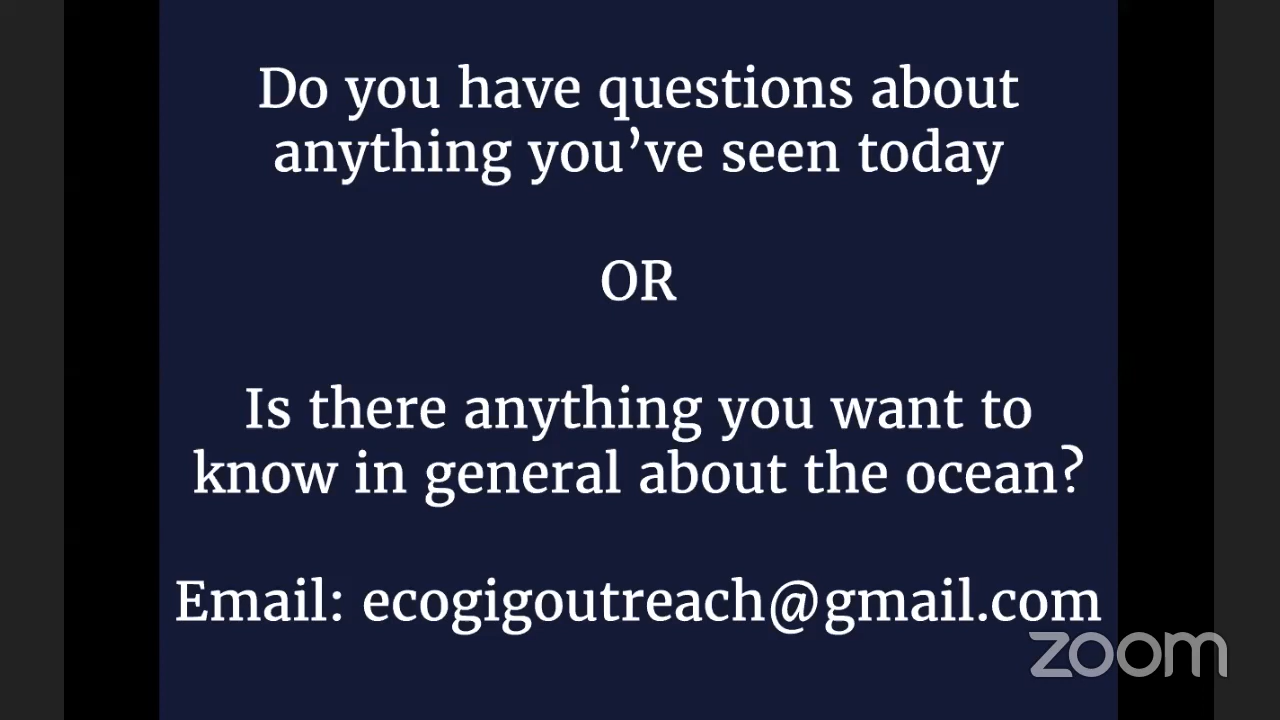 Do you have questions about
anything you’ve seen today
OR
Is there anything you want to
know in general about the ocean?
Email: ecogigoutreach@gmail.com
zoom